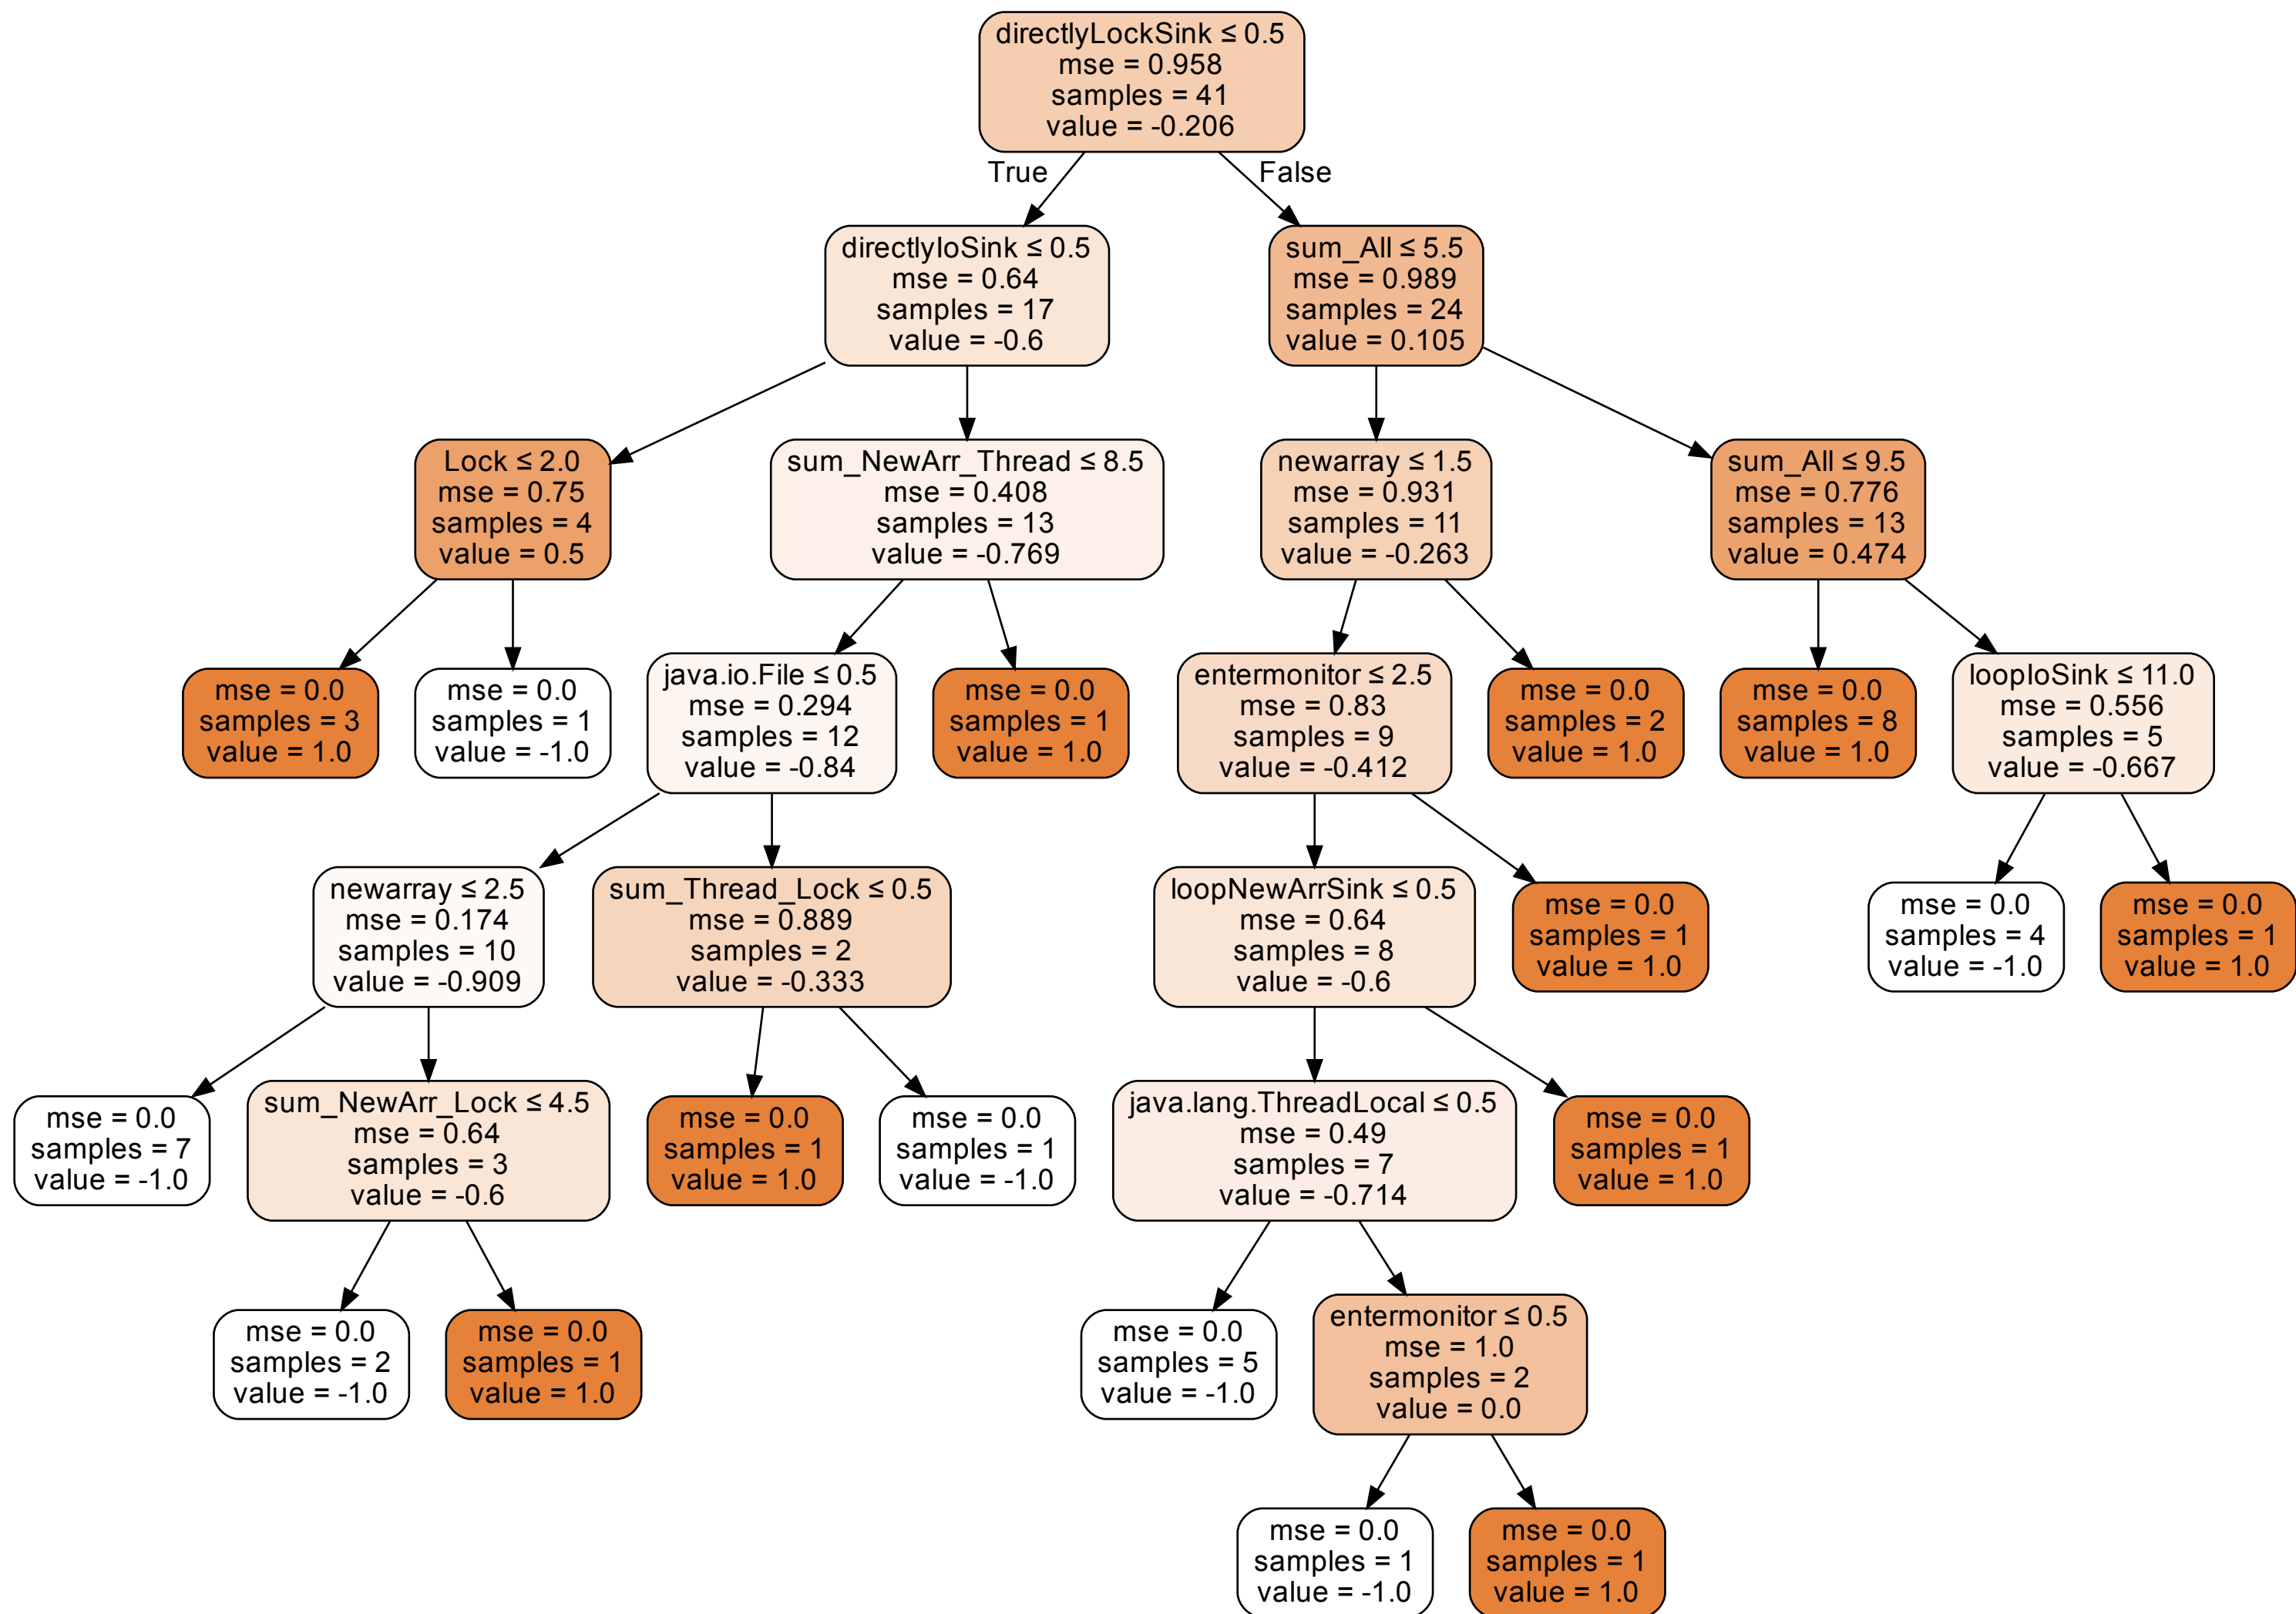 directlyLockSink ≤ 0.5
mse = 0.958
samples = 41
value = -0.206
True
False
directlyIoSink ≤ 0.5
mse = 0.64
samples = 17
value = -0.6
sum_All ≤ 5.5
mse = 0.989
samples = 24
value = 0.105
Lock ≤ 2.0
mse = 0.75
samples = 4
value = 0.5
sum_NewArr_Thread ≤ 8.5
mse = 0.408
samples = 13
value = -0.769
newarray ≤ 1.5
mse = 0.931
samples = 11
value = -0.263
sum_All ≤ 9.5
mse = 0.776
samples = 13
value = 0.474
mse = 0.0
samples = 3
value = 1.0
mse = 0.0
samples = 1
value = -1.0
java.io.File ≤ 0.5
mse = 0.294
samples = 12
value = -0.84
mse = 0.0
samples = 1
value = 1.0
entermonitor ≤ 2.5
mse = 0.83
samples = 9
value = -0.412
mse = 0.0
samples = 2
value = 1.0
mse = 0.0
samples = 8
value = 1.0
loopIoSink ≤ 11.0
mse = 0.556
samples = 5
value = -0.667
newarray ≤ 2.5
mse = 0.174
samples = 10
value = -0.909
sum_Thread_Lock ≤ 0.5
mse = 0.889
samples = 2
value = -0.333
loopNewArrSink ≤ 0.5
mse = 0.64
samples = 8
value = -0.6
mse = 0.0
samples = 1
value = 1.0
mse = 0.0
samples = 4
value = -1.0
mse = 0.0
samples = 1
value = 1.0
mse = 0.0
samples = 7
value = -1.0
sum_NewArr_Lock ≤ 4.5
mse = 0.64
samples = 3
value = -0.6
mse = 0.0
samples = 1
value = 1.0
mse = 0.0
samples = 1
value = -1.0
java.lang.ThreadLocal ≤ 0.5
mse = 0.49
samples = 7
value = -0.714
mse = 0.0
samples = 1
value = 1.0
mse = 0.0
samples = 2
value = -1.0
mse = 0.0
samples = 1
value = 1.0
mse = 0.0
samples = 5
value = -1.0
entermonitor ≤ 0.5
mse = 1.0
samples = 2
value = 0.0
mse = 0.0
samples = 1
value = -1.0
mse = 0.0
samples = 1
value = 1.0